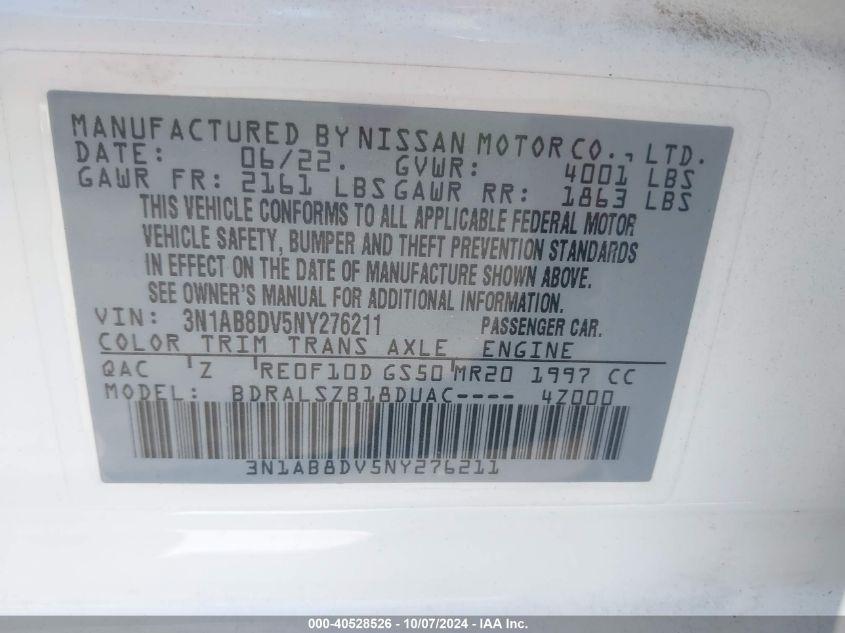 MANUFACTURED BY NISSAN MOTOR CO., LTD.
DATE: 06/22. GVWR: 4001 LBS
GAWR FR: 2161 LBS GAWR RR: 1863 LBS
THIS VEHICLE CONFORMS TO ALL APPLICABLE FEDERAL MOTOR
VEHICLE SAFETY, BUMPER AND THEFT PREVENTION STANDARDS
IN EFFECT ON THE DATE OF MANUFACTURE SHOWN ABOVE.
SEE OWNER'S MANUAL FOR ADDITIONAL INFORMATION.
VIN: 3N1AB8DV5NY276211 PASSENGER CAR.
COLOR TRIM TRANS AXLE ENGINE
QAC Z RE0F10D GS50 MR20 1997 CC
MODEL: BDRALSZB18DUAC---- 4Z000
3N1AB8DV5NY276211
000-40528526 - 10/07/2024 - IAA Inc.